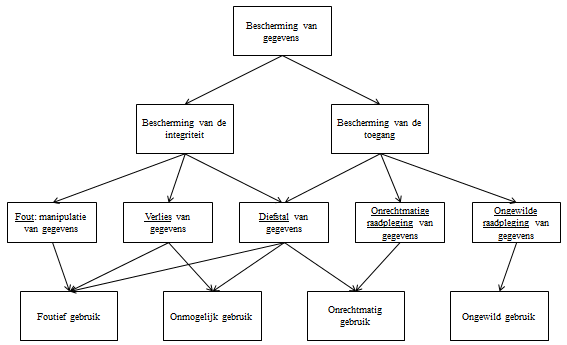 Bescherming van
gegevens
Bescherming van de
integriteit
Bescherming van de
toegang
Fout: manipulatie
van gegevens
Verlies van
gegevens
Diefstal van
gegevens
Onrechtmatige
raadpleging van
gegevens
Ongewilde
raadpleging van
gegevens
Foutief gebruik
Onmogelijk gebruik
Onrechtmatig
gebruik
Ongewild gebruik